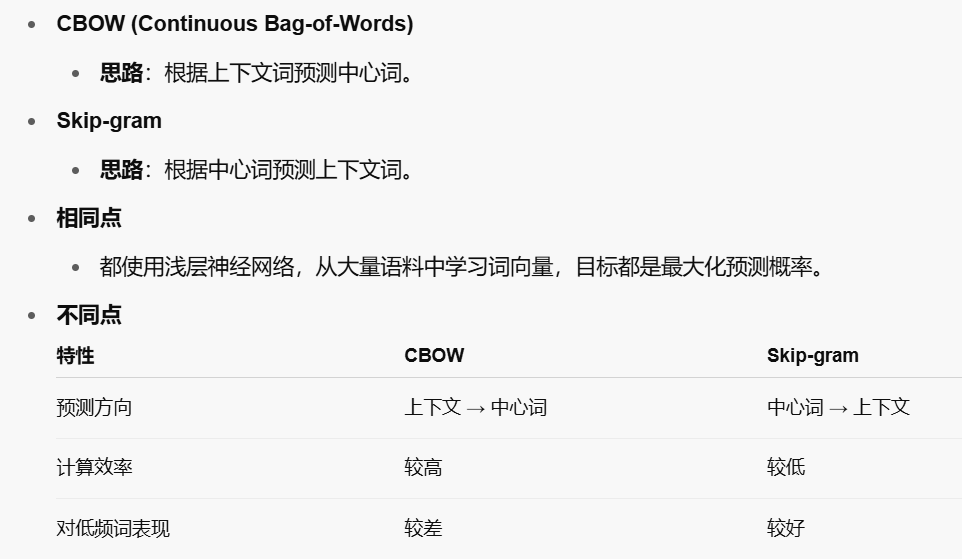 CBOW (Continuous Bag-of-Words)
思路：根据上下文词预测中心词。
Skip-gram
思路：根据中心词预测上下文词。
相同点
都使用浅层神经网络，从大量语料中学习词向量，目标都是最大化预测概率。
不同点
特性 CBOW Skip-gram
预测方向 上下文 → 中心词 中心词 → 上下文
计算效率 较高 较低
对低频词表现 较差 较好